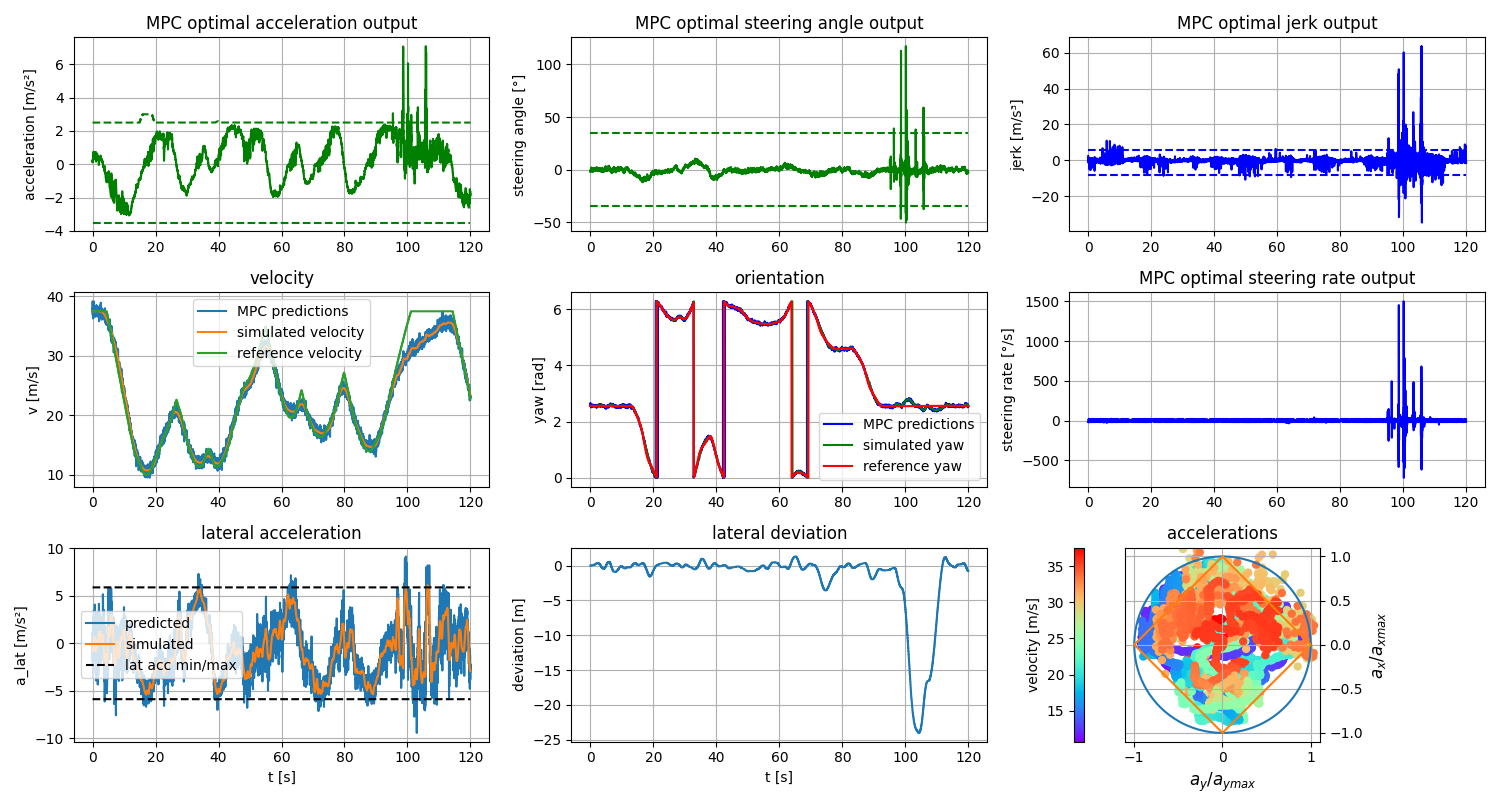 MPC optimal acceleration output
MPC optimal steering angle output
MPC optimal jerk output
acceleration [m/s²]
6
4
2
0
−2
−4
0 20 40 60 80 100 120
steering angle [°]
100
50
0
−50
0 20 40 60 80 100 120
jerk [m/s³]
60
40
20
0
−20
0 20 40 60 80 100 120
velocity
orientation
MPC optimal steering rate output
v [m/s]
40
30
20
10
MPC predictions
simulated velocity
reference velocity
0 20 40 60 80 100 120
yaw [rad]
6
4
2
0
MPC predictions
simulated yaw
reference yaw
0 20 40 60 80 100 120
steering rate [°/s]
1500
1000
500
0
−500
0 20 40 60 80 100 120
lateral acceleration
lateral deviation
accelerations
a_lat [m/s²]
10
5
0
−5
−10
predicted
simulated
lat acc min/max
0 20 40 60 80 100 120
t [s]
deviation [m]
0
−5
−10
−15
−20
−25
0 20 40 60 80 100 120
t [s]
velocity [m/s]
35
30
25
20
15
1.0
0.5
0.0
−0.5
−1.0
a_x/a_xmax
−1 0 1
a_y/a_ymax